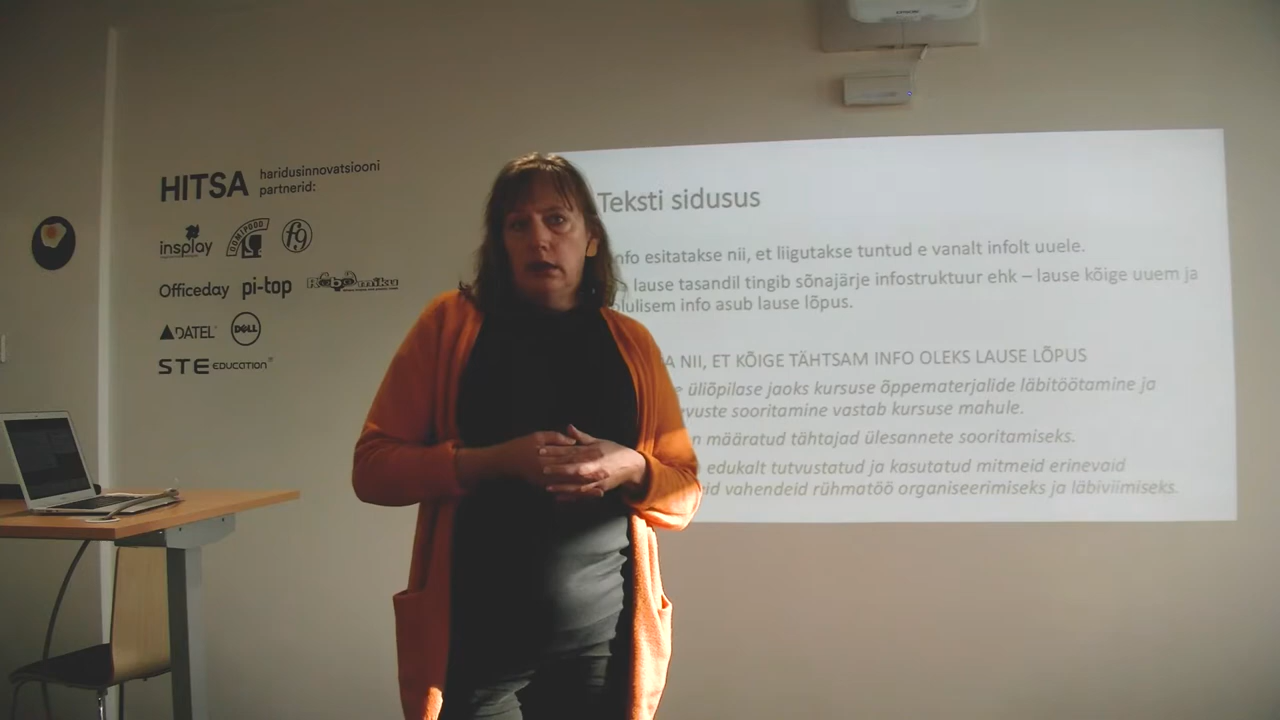 HITSA haridusinnovatsiooni
partnerid:
insplay OOMIPOOD f9
Officeday pi-top Robomiku
DATEL DELL
STE EDUCATION
Teksti sidusus
nfo esitatakse nii, et liigutakse tuntud e vanalt infolt uuele.
lause tasandil tingib sõnajärje infostruktuur ehk – lause kõige uuem ja
olulisem info asub lause lõpus.
A NII, ET KÕIGE TÄHTSAM INFO OLEKS LAUSE LÕPUS
üliõpilase jaoks kursuse õppematerjalide läbitöötamine ja
rvuste sooritamine vastab kursuse mahule.
n määratud tähtajad ülesannete sooritamiseks.
edukalt tutvustatud ja kasutatud mitmeid erinevaid
id vahendeid rühmatöö organiseerimiseks ja läbiviimiseks.